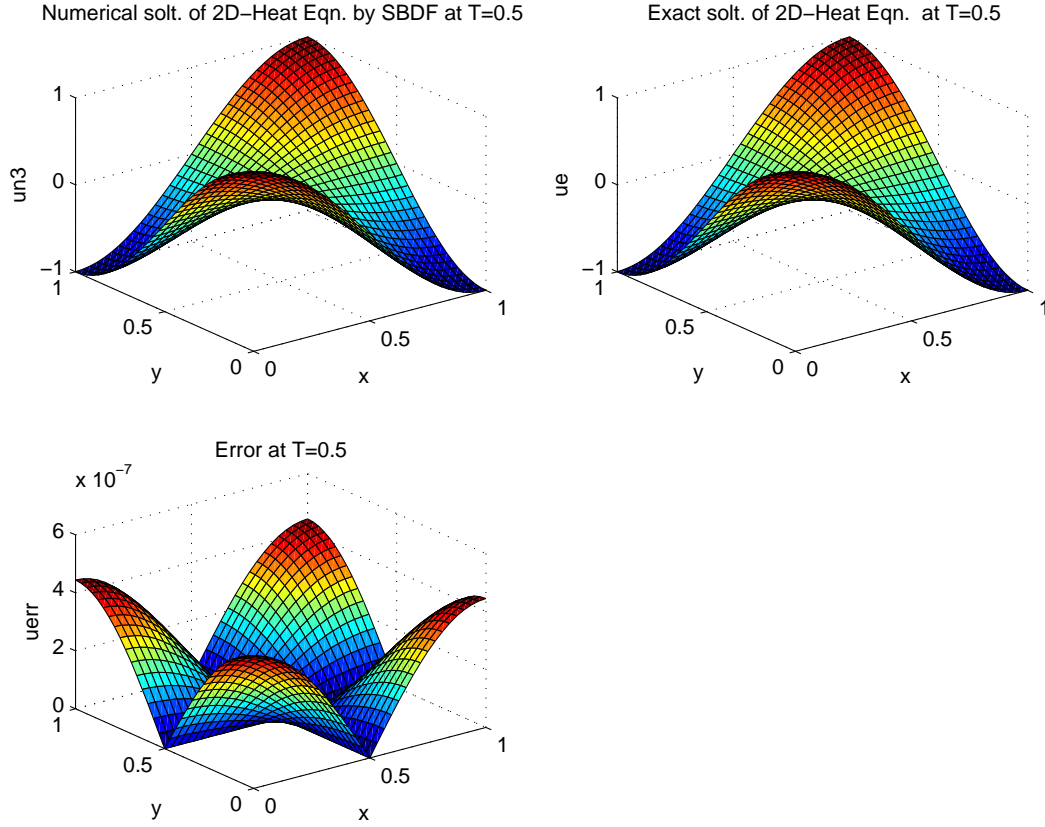 Numerical solt. of 2D−Heat Eqn. by SBDF at T=0.5
1
0
−1
un3
1
0.5
0
y
0
0.5
1
x
Exact solt. of 2D−Heat Eqn.  at T=0.5
1
0
−1
ue
1
0.5
0
y
0
0.5
1
x
Error at T=0.5
x 10−7
6
4
2
0
uerr
1
0.5
0
y
0
0.5
1
x